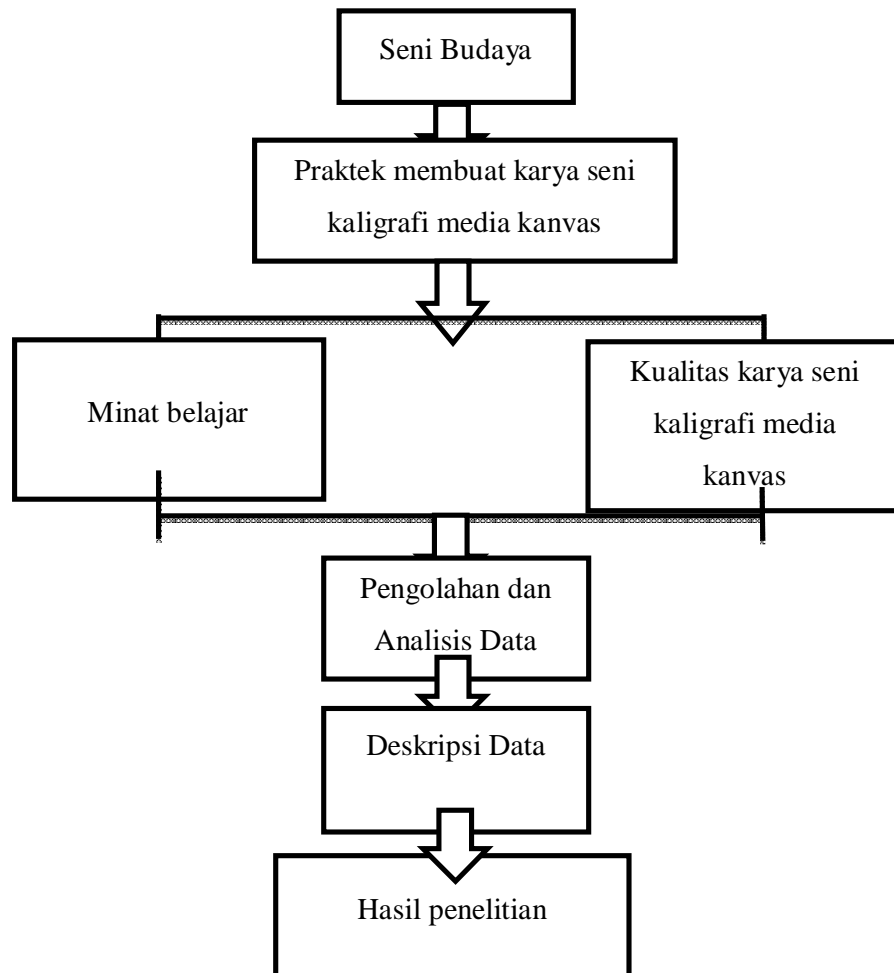 Seni Budaya
Praktek membuat karya seni
kaligrafi media kanvas
Minat belajar
Kualitas karya seni
kaligrafi media
kanvas
Pengolahan dan
Analisis Data
Deskripsi Data
Hasil penelitian